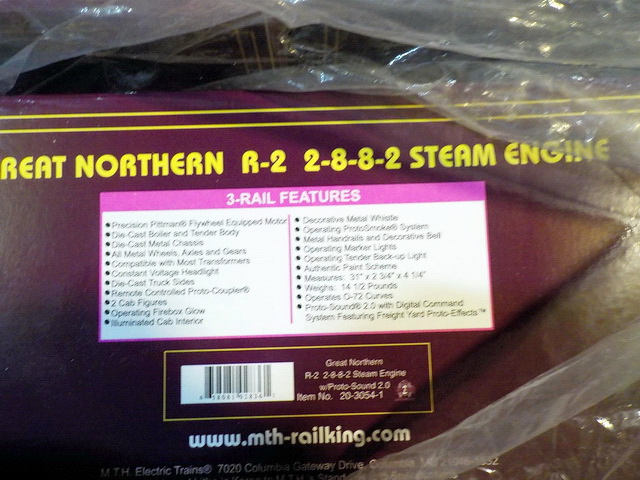 REAT NORTHERN R-2 2-8-8-2 STEAM ENGINE
3-RAIL FEATURES
• Precision Pittman® Flywheel Equipped Motor
• Die-Cast Boiler and Tender Body
• Die-Cast Metal Chassis
• All Metal Wheels, Axles and Gears
• Compatible with Most Transformers
• Constant Voltage Headlight
• Die-Cast Truck Sides
• Remote Controlled Proto-Coupler®
• 2 Cab Figures
• Operating Firebox Glow
• Illuminated Cab Interior
• Decorative Metal Whistle
• Operating ProtoSmoke® System
• Metal Handrails and Decorative Bell
• Operating Marker Lights
• Operating Tender Back-up Light
• Authentic Paint Scheme
• Measures: 31" x 2 3/4" x 4 1/4"
• Weighs: 14 1/2 Pounds
• Operates O-72 Curves
• Proto-Sound® 2.0 with Digital Command
System Featuring Freight Yard Proto-Effects™
Great Northern
R-2 2-8-8-2 Steam Engine
w/Proto-Sound 2.0
Item No. 20-3054-1
www.mth-railking.com
M.T.H. Electric Trains® 7020 Columbia Gateway Drive,